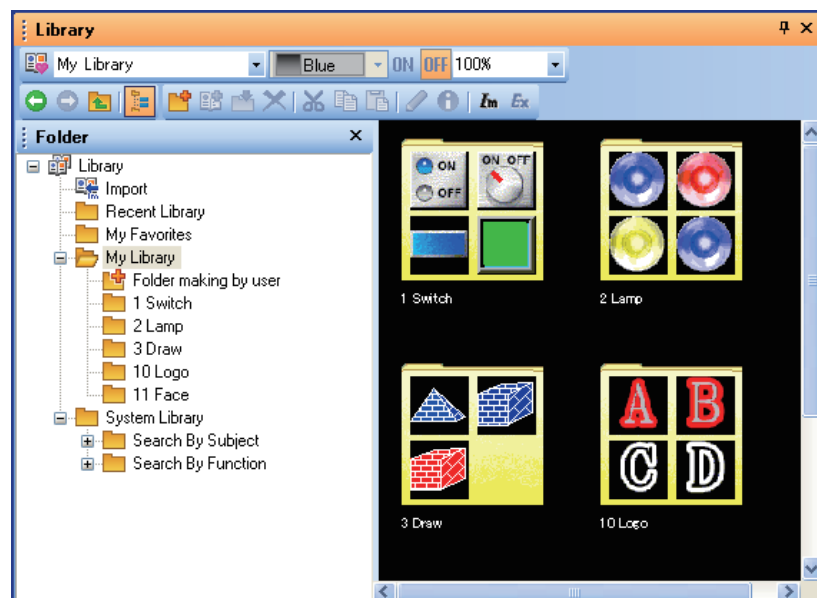 Library
My Library Blue ON OFF 100%
Im Ex
Folder
Library
Import
Recent Library
My Favorites
My Library
Folder making by user
1 Switch
2 Lamp
3 Draw
10 Logo
11 Face
System Library
Search By Subject
Search By Function
ON ON OFF
OFF
1 Switch 2 Lamp
A B
C D
3 Draw 10 Logo